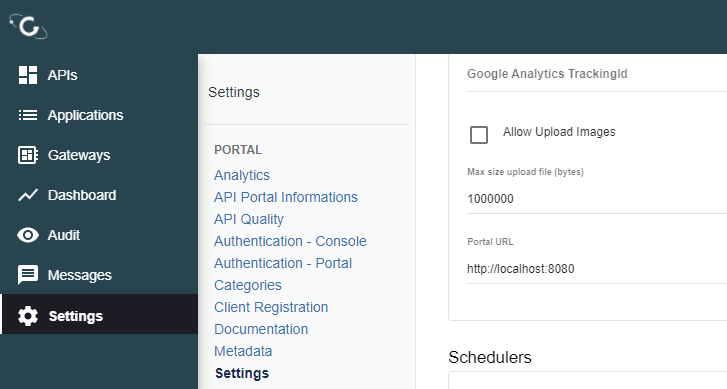 APIs
Applications
Gateways
Dashboard
Audit
Messages
Settings
Settings
PORTAL
Analytics
API Portal Informations
API Quality
Authentication - Console
Authentication - Portal
Categories
Client Registration
Documentation
Metadata
Settings
Google Analytics TrackingId
Allow Upload Images
Max size upload file (bytes)
1000000
Portal URL
http://localhost:8080
Schedulers